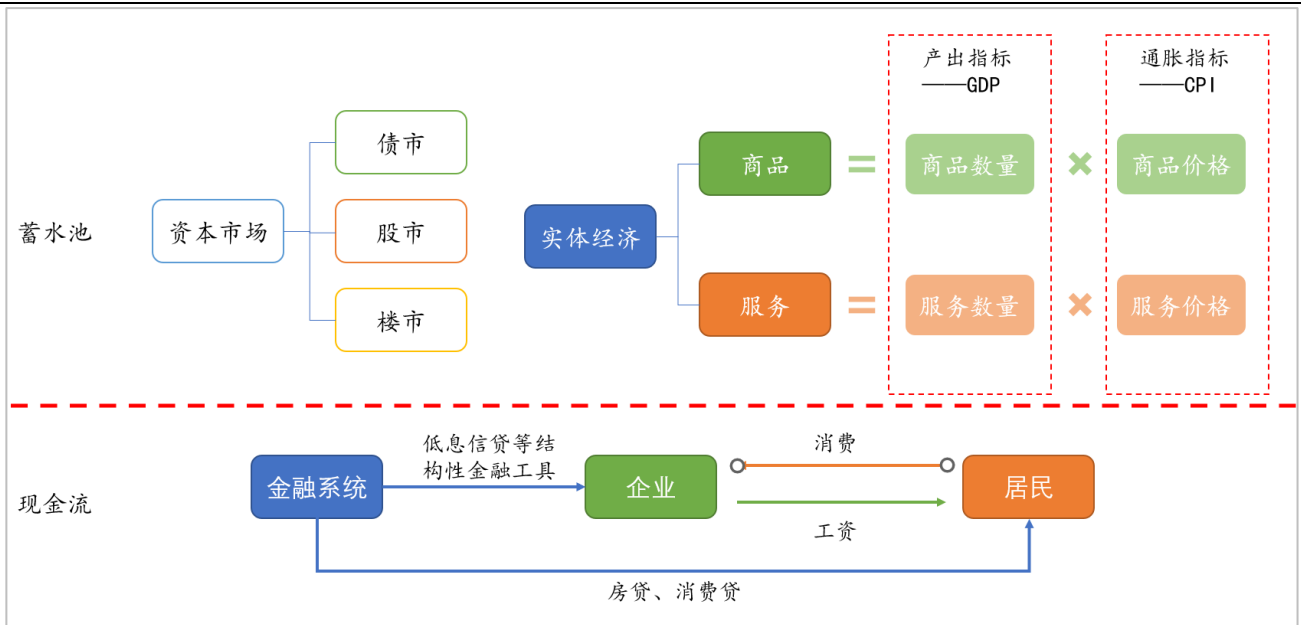 产出指标
——GDP
通胀指标
——CPI
债市
商品
=
商品数量
×
商品价格
蓄水池
资本市场
股市
实体经济
服务
=
服务数量
×
服务价格
楼市
低息信贷等结
构性金融工具
消费
现金流
金融系统
企业
居民
工资
房贷、消费贷